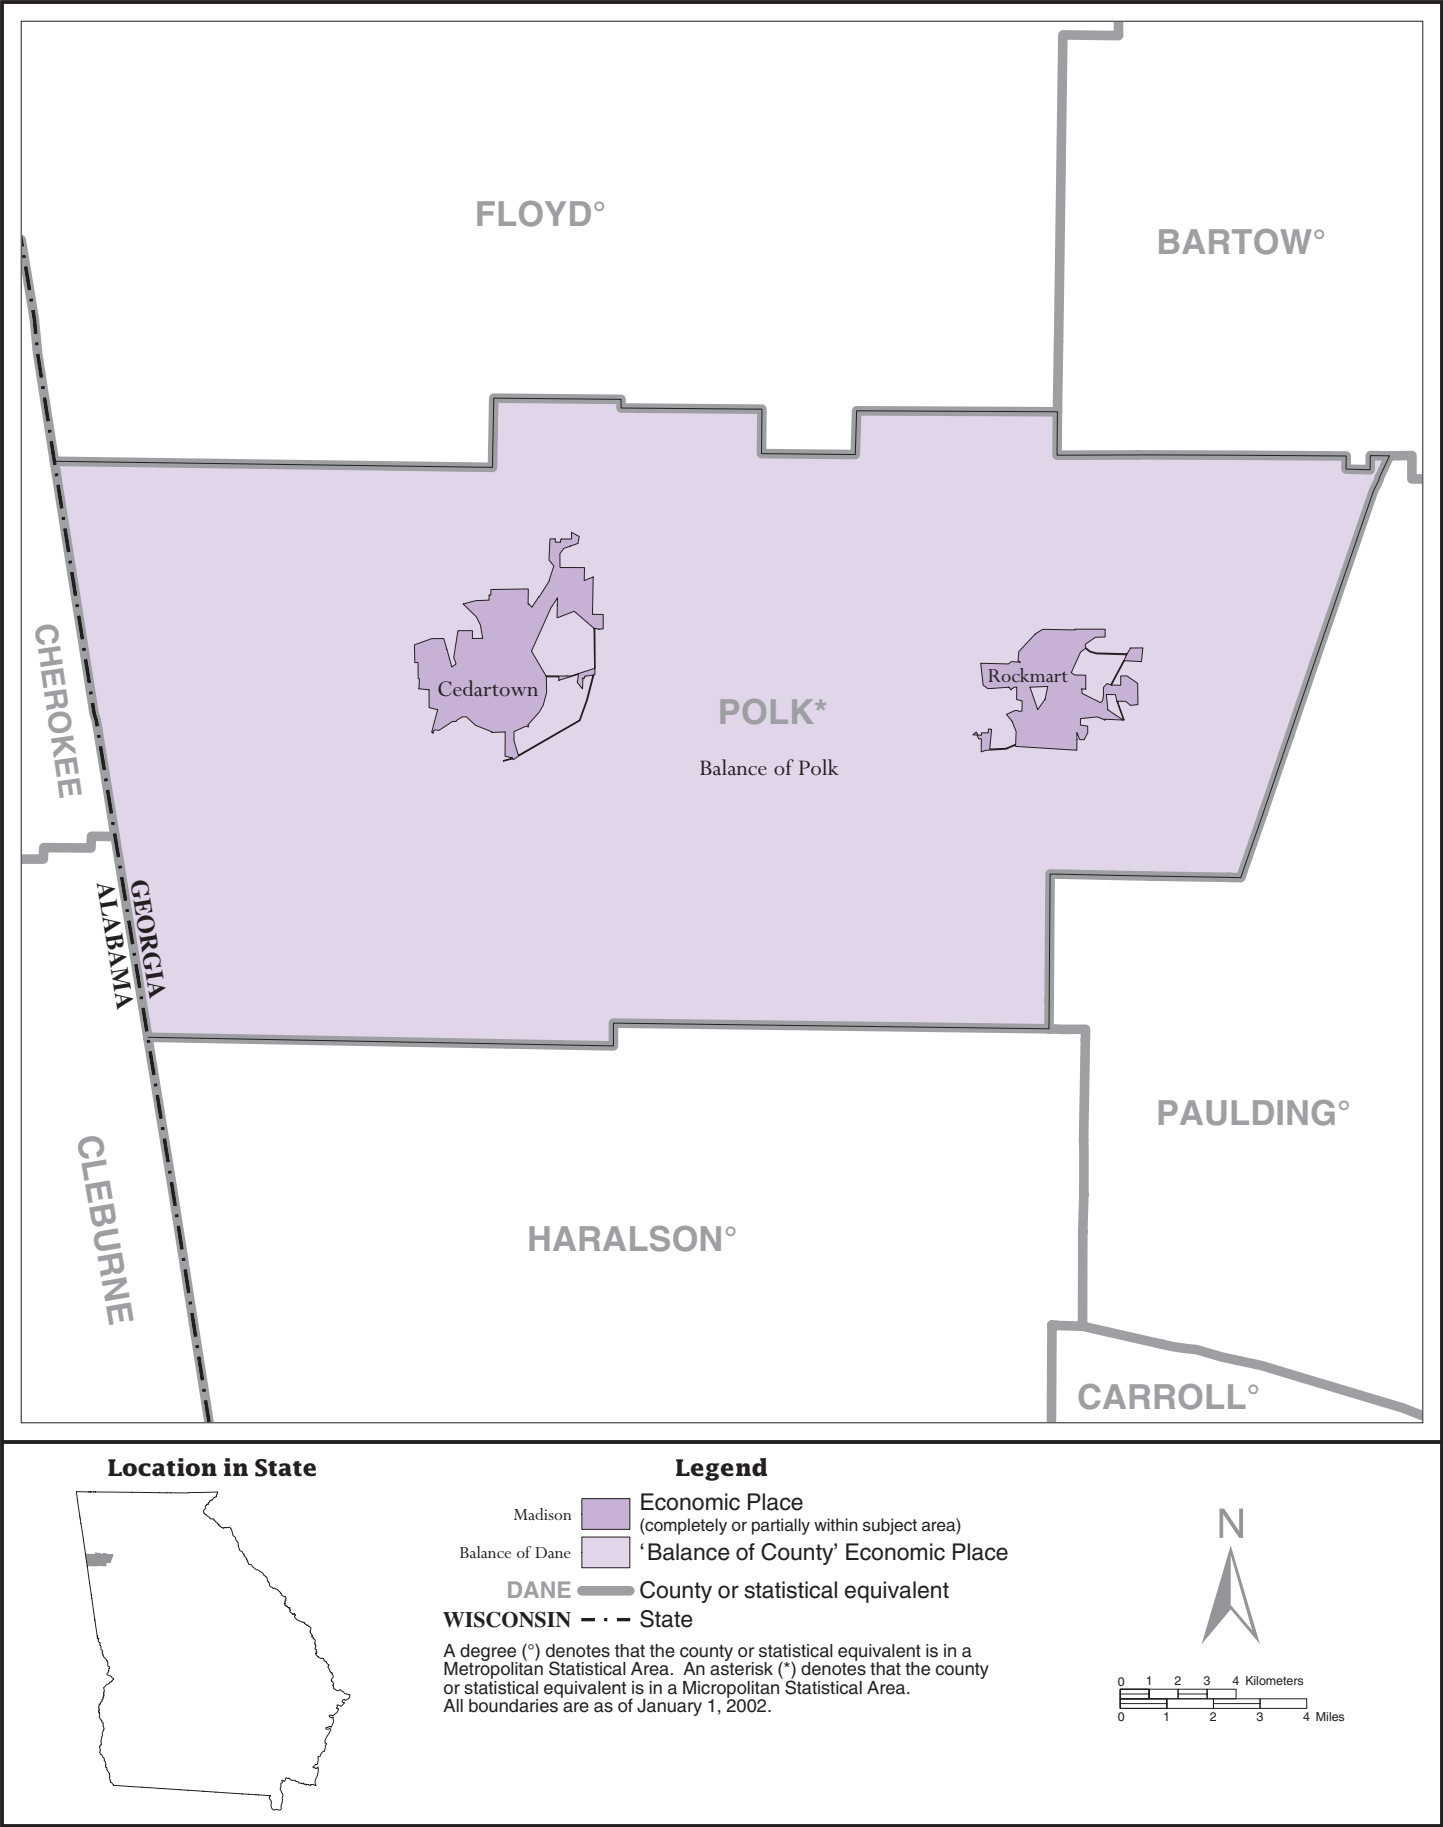 FLOYD°
BARTOW°
CHEROKEE
Cedartown
Rockmart
POLK*
Balance of Polk
GEORGIA
ALABAMA
CLEBURNE
PAULDING°
HARALSON°
CARROLL°
Location in State
Legend
Madison
Economic Place
(completely or partially within subject area)
Balance of Dane
‘Balance of County’ Economic Place
DANE
County or statistical equivalent
WISCONSIN
State
A degree (°) denotes that the county or statistical equivalent is in a
Metropolitan Statistical Area.  An asterisk (*) denotes that the county
or statistical equivalent is in a Micropolitan Statistical Area.
All boundaries are as of January 1, 2002.
N
0 1 2 3 4 Kilometers
0 1 2 3 4 Miles